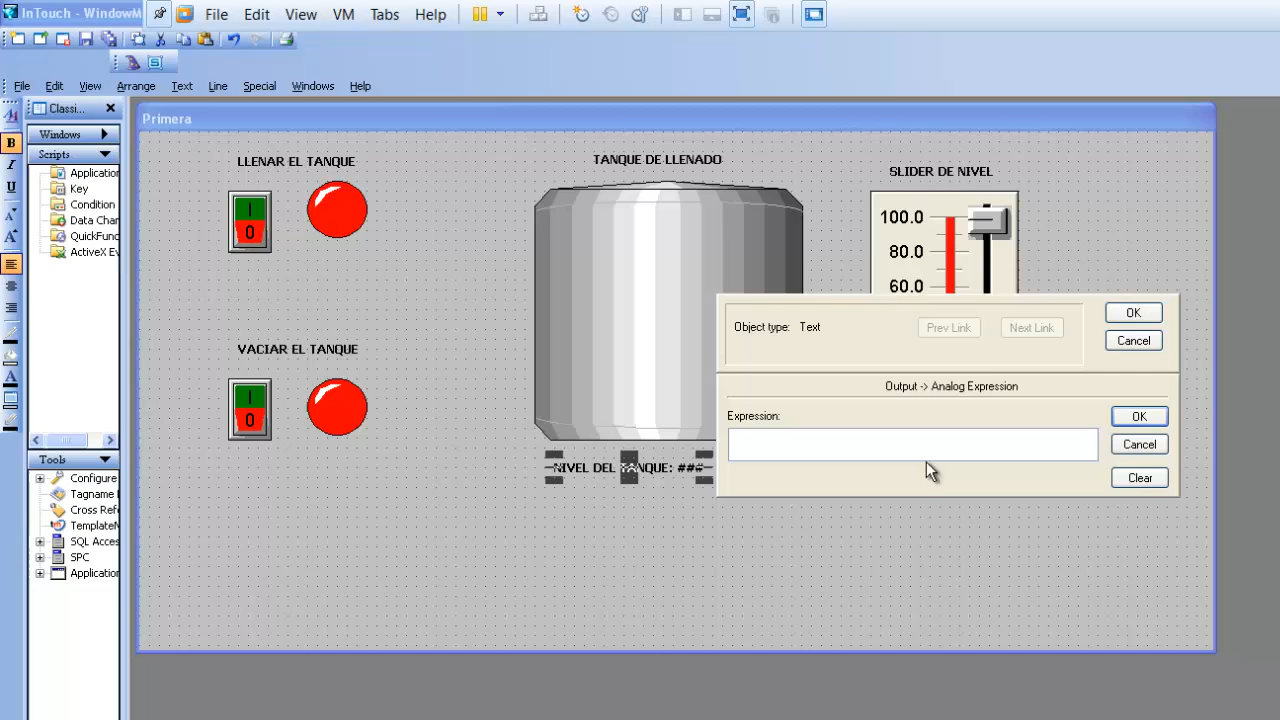 InTouch - WindowM
File Edit View VM Tabs Help
File Edit View Arrange Text Line Special Windows Help
Classi...
Windows
Scripts
Application
Key
Condition
Data Char
QuickFunc
ActiveX Ev
Tools
Configure
Tagname
Cross Refe
TemplateM
SQL Acces
SPC
Application
Primera
LLENAR EL TANQUE
I
0
VACIAR EL TANQUE
I
0
TANQUE DE LLENADO
NIVEL DEL TANQUE: ###
SLIDER DE NIVEL
100.0
80.0
60.0
Object type: Text
Prev Link
Next Link
OK
Cancel
Output -> Analog Expression
Expression:
OK
Cancel
Clear